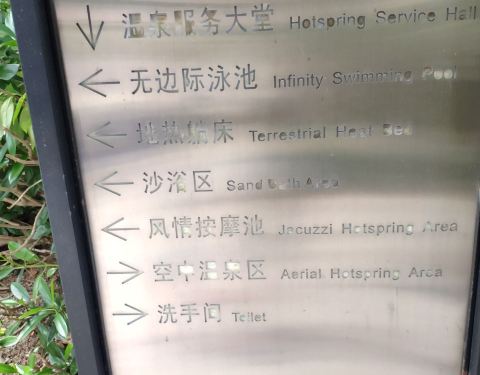 温泉服务大堂 Hotspring Service Hall
无边际泳池 Infinity Swimming Pool
地热躺床 Terrestrial Heat Bed
沙浴区 Sand Bath Area
风情按摩池 Jacuzzi Hotspring Area
空中温泉区 Aerial Hotspring Area
洗手间 Toilet